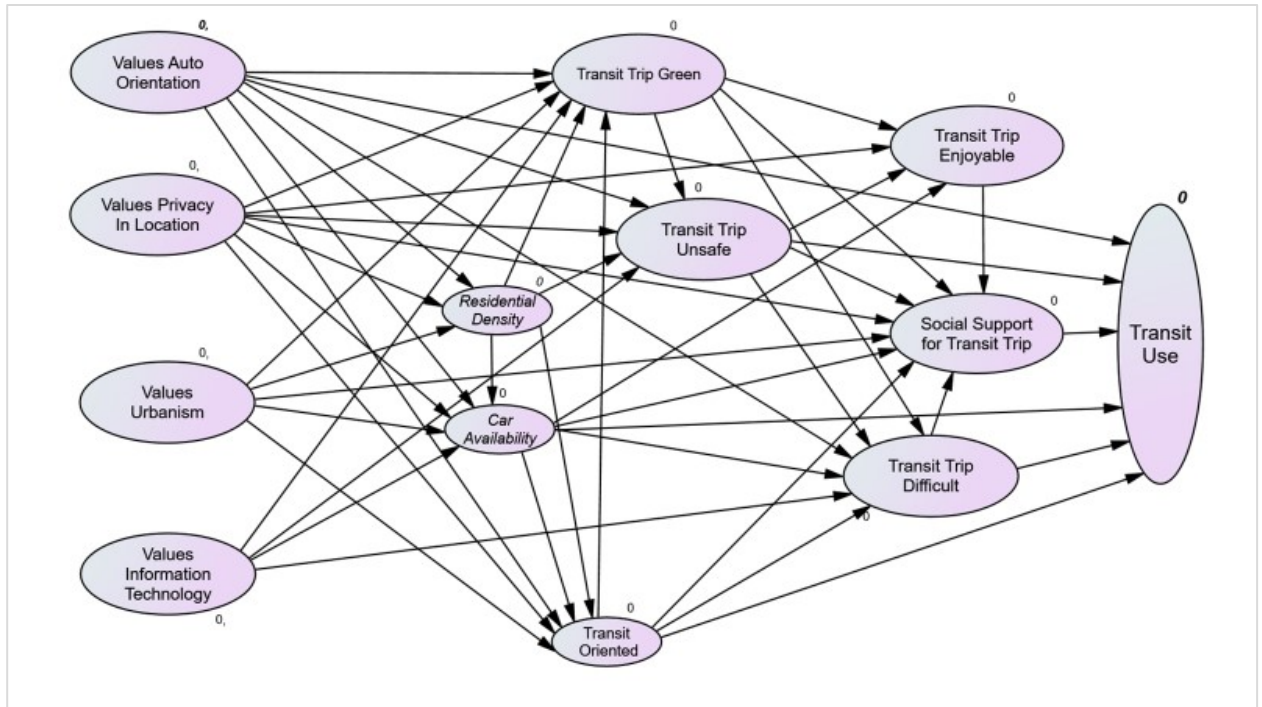 0,
Values Auto
Orientation
0
Transit Trip Green
0
Transit Trip
Enjoyable
0,
Values Privacy
In Location
0
Transit Trip
Unsafe
0
Transit
Use
0
Residential
Density
0
Social Support
for Transit Trip
0,
Values
Urbanism
0
Car
Availability
Transit Trip
Difficult
0
Values
Information
Technology
0,
0
Transit
Oriented